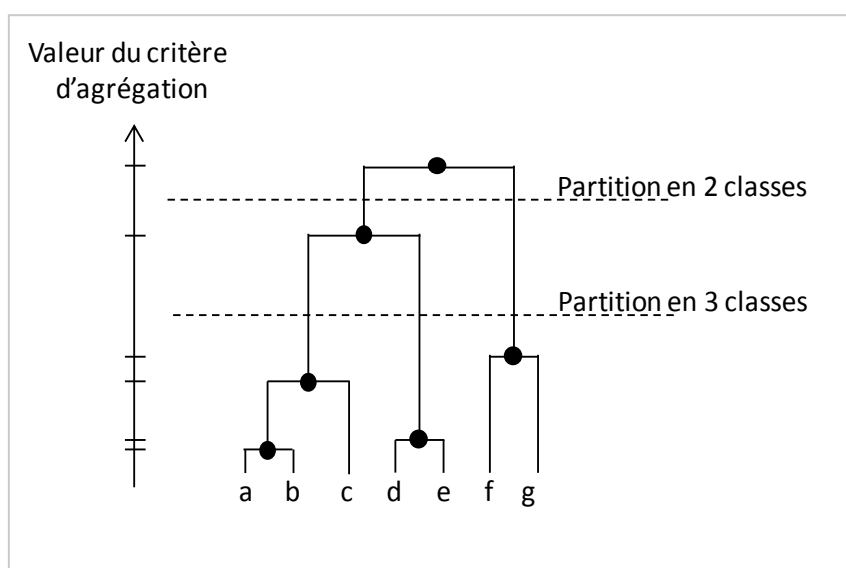 Valeur du critère
d’agrégation
Partition en 2 classes
Partition en 3 classes
a b c d e f g